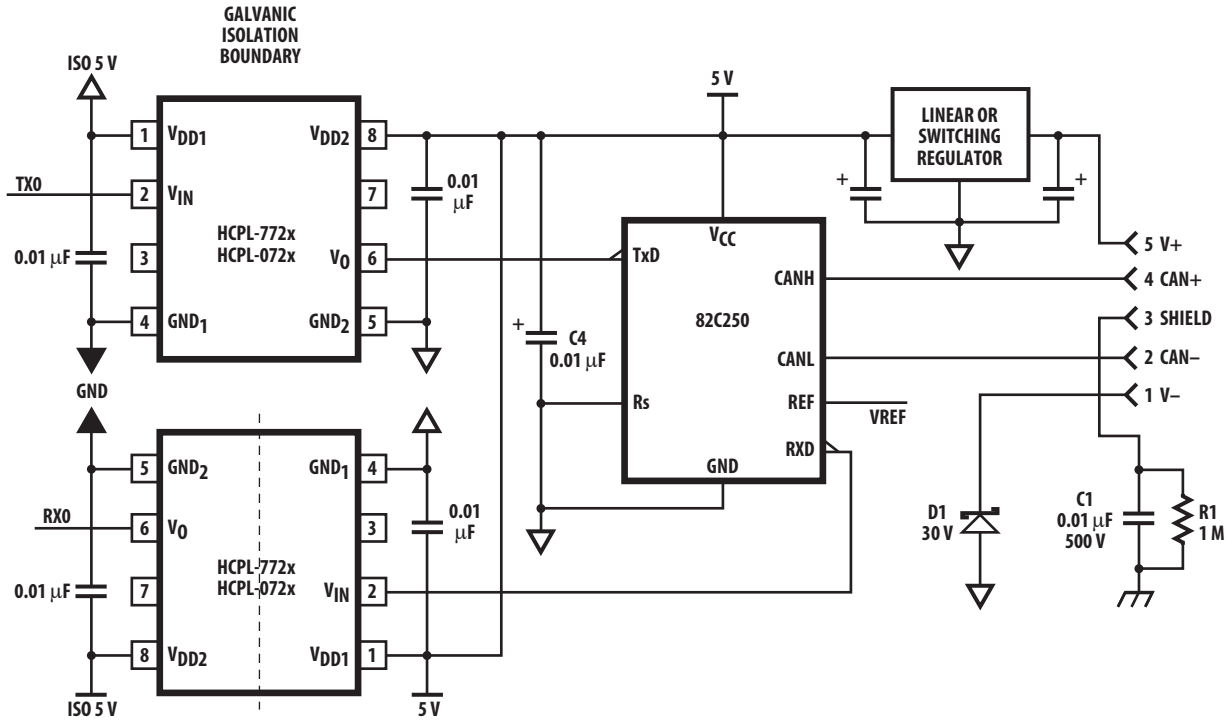 GALVANIC
ISOLATION
BOUNDARY
ISO 5 V
1 VDD1
VDD2 8
TX0
2 VIN
7
0.01 μF
3
HCPL-772x
HCPL-072x
VO 6
4 GND1
GND2 5
0.01
μF
GND
5 GND2
GND1 4
RX0
6 VO
3
0.01
μF
0.01 μF
7
HCPL-772x
HCPL-072x
VIN 2
8 VDD2
VDD1 1
ISO 5 V
5 V
5 V
LINEAR OR
SWITCHING
REGULATOR
+
+
+
C4
0.01 μF
VCC
TxD
CANH
82C250
CANL
Rs
REF
VREF
RXD
GND
5 V+
4 CAN+
3 SHIELD
2 CAN–
1 V–
D1
30 V
C1
0.01 μF
500 V
R1
1 M